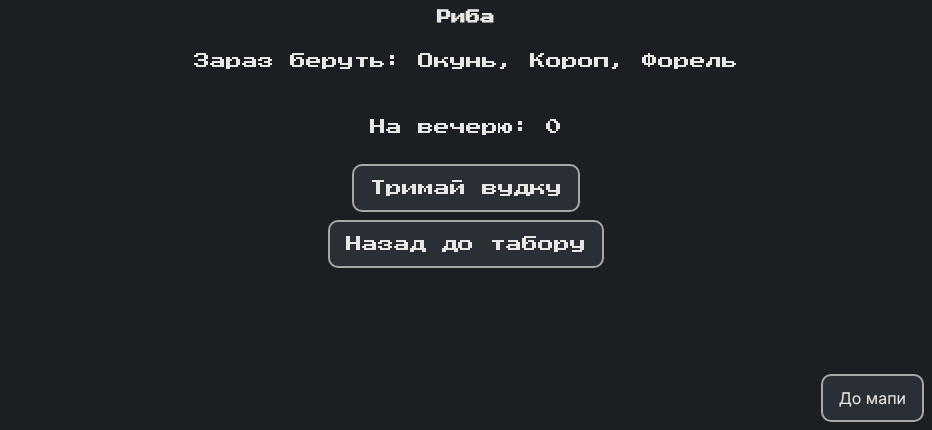 Риба
Зараз беруть: Окунь, Короп, Форель
На вечерю: 0
Тримай вудку
Назад до табору
До мапи